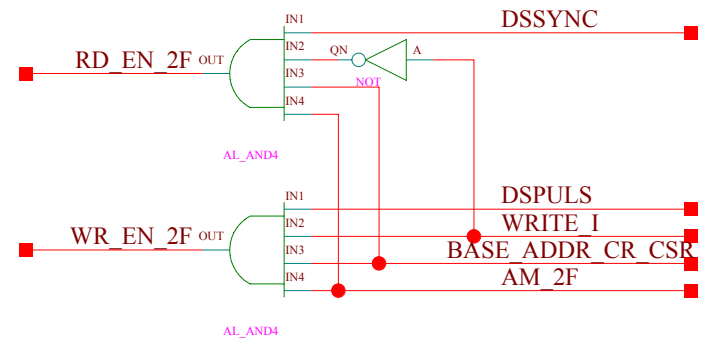 IN1 DSSYNC
RD_EN_2F OUT IN2 QN A
IN3 NOT
IN4
AL_AND4
IN1 DSPULS
WR_EN_2F OUT IN2 WRITE_I
IN3 BASE_ADDR_CR_CSR
IN4 AM_2F
AL_AND4